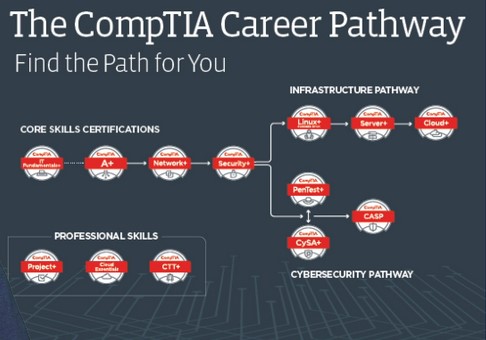 The CompTIA Career Pathway
Find the Path for You
INFRASTRUCTURE PATHWAY
CompTIA
Linux+
CompTIA
Server+
CompTIA
Cloud+
CORE SKILLS CERTIFICATIONS
CompTIA
IT
Fundamentals+
CompTIA
A+
CompTIA
Network+
CompTIA
Security+
CompTIA
PenTest+
CompTIA
CASP
CompTIA
CySA+
PROFESSIONAL SKILLS
CompTIA
Project+
CompTIA
Cloud
Essentials
CompTIA
CTT+
CYBERSECURITY PATHWAY